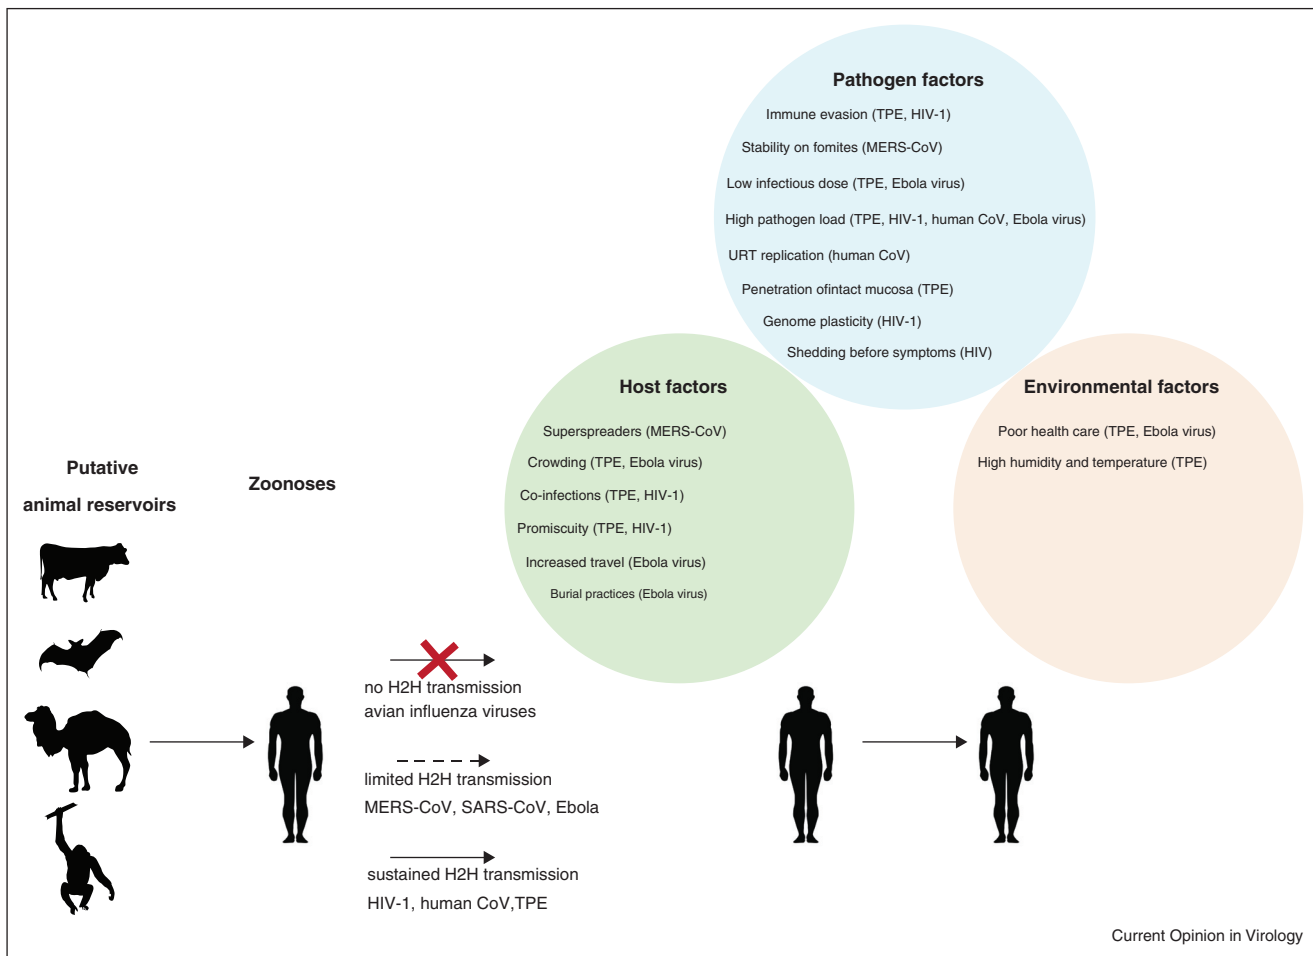 Pathogen factors
Immune evasion (TPE, HIV-1)
Stability on fomites (MERS-CoV)
Low infectious dose (TPE, Ebola virus)
High pathogen load (TPE, HIV-1, human CoV, Ebola virus)
URT replication (human CoV)
Penetration ofintact mucosa (TPE)
Genome plasticity (HIV-1)
Shedding before symptoms (HIV)
Host factors
Superspreaders (MERS-CoV)
Crowding (TPE, Ebola virus)
Co-infections (TPE, HIV-1)
Promiscuity (TPE, HIV-1)
Increased travel (Ebola virus)
Burial practices (Ebola virus)
Environmental factors
Poor health care (TPE, Ebola virus)
High humidity and temperature (TPE)
Putative
animal reservoirs
Zoonoses
no H2H transmission
avian influenza viruses
limited H2H transmission
MERS-CoV, SARS-CoV, Ebola
sustained H2H transmission
HIV-1, human CoV,TPE
Current Opinion in Virology